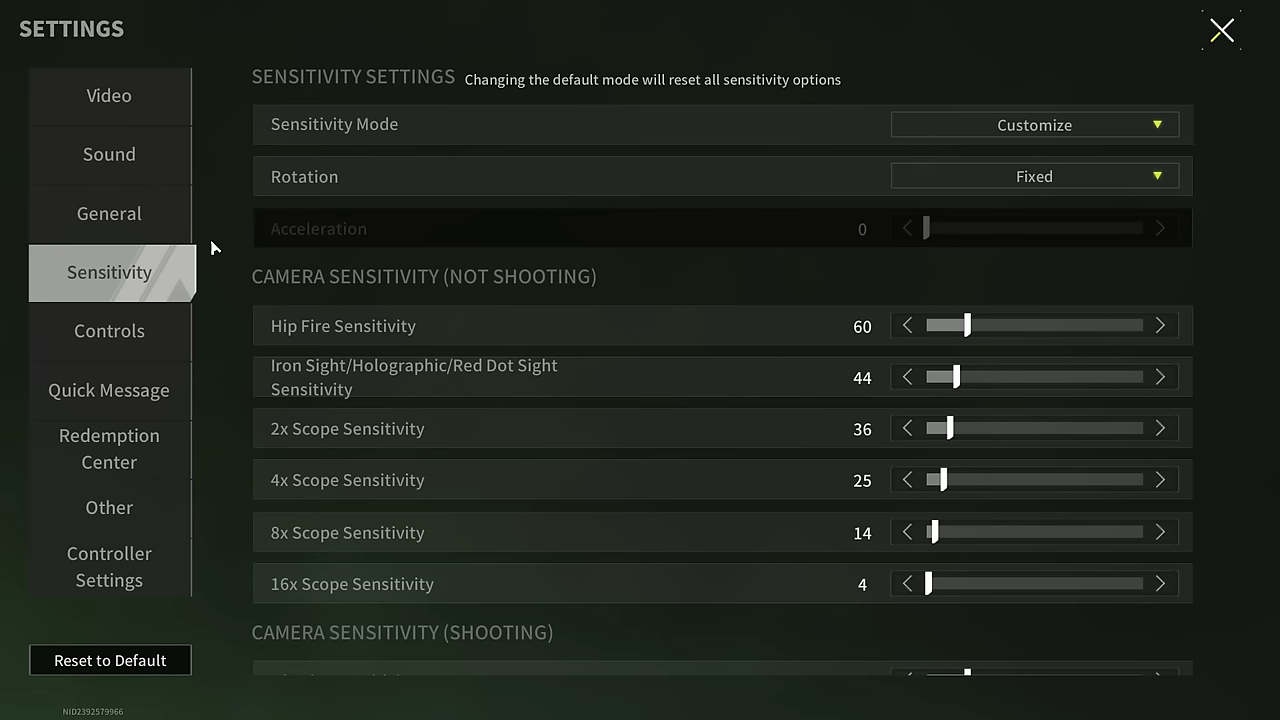 SETTINGS
Video
Sound
General
Sensitivity
Controls
Quick Message
Redemption
Center
Other
Controller
Settings
Reset to Default
NID2392579966
SENSITIVITY SETTINGS Changing the default mode will reset all sensitivity options
Sensitivity Mode Customize
Rotation Fixed
Acceleration 0
CAMERA SENSITIVITY (NOT SHOOTING)
Hip Fire Sensitivity 60
Iron Sight/Holographic/Red Dot Sight
Sensitivity 44
2x Scope Sensitivity 36
4x Scope Sensitivity 25
8x Scope Sensitivity 14
16x Scope Sensitivity 4
CAMERA SENSITIVITY (SHOOTING)